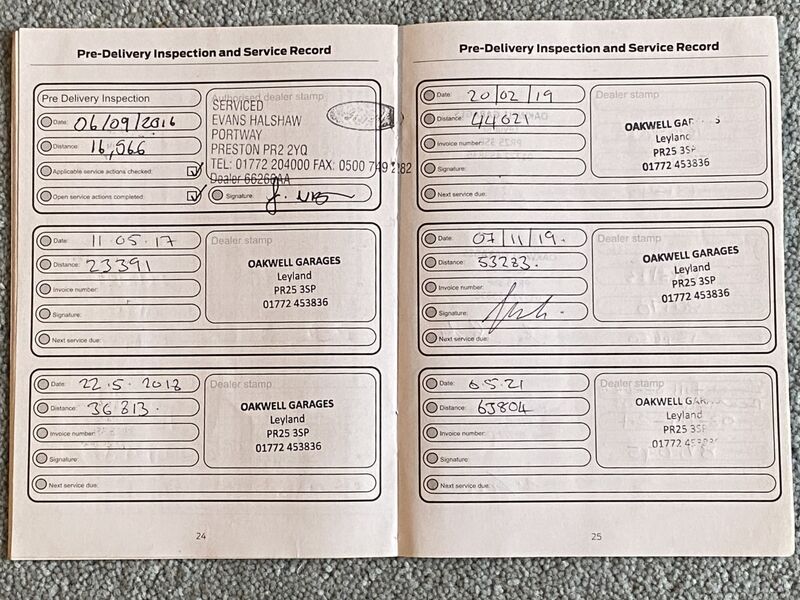 Pre-Delivery Inspection and Service Record
Pre Delivery Inspection
Authorised dealer stamp
Date: 06/09/2016
Distance: 16,566
Applicable service actions checked:
Open service actions completed:
SERVICED
EVANS HALSHAW
PORTWAY
PRESTON PR2 2YQ
TEL: 01772 204000 FAX: 0500 749 282
Dealer 66260AA
Signature:
Date: 11.05.17
Distance: 23391
Invoice number:
Signature:
Next service due:
Dealer stamp
OAKWELL GARAGES
Leyland
PR25 3SP
01772 453836
Date: 22.5.2018
Distance: 36813.
Invoice number:
Signature:
Next service due:
Dealer stamp
OAKWELL GARAGES
Leyland
PR25 3SP
01772 453836
24
Pre-Delivery Inspection and Service Record
Date: 20/02/19
Distance: 44621
Invoice number:
Signature:
Next service due:
Dealer stamp
OAKWELL
Leyland
PR25 3SP
01772 453836
Date: 07/11/19.
Distance: 53283.
Invoice number:
Signature:
Next service due:
Dealer stamp
OAKWELL GARAGES
Leyland
PR25 3SP
01772 453836
Date: 6.5.21
Distance: 63804
Invoice number:
Signature:
Next service due:
Dealer stamp
OAKWELL
Leyland
PR25 3SP
01772
25